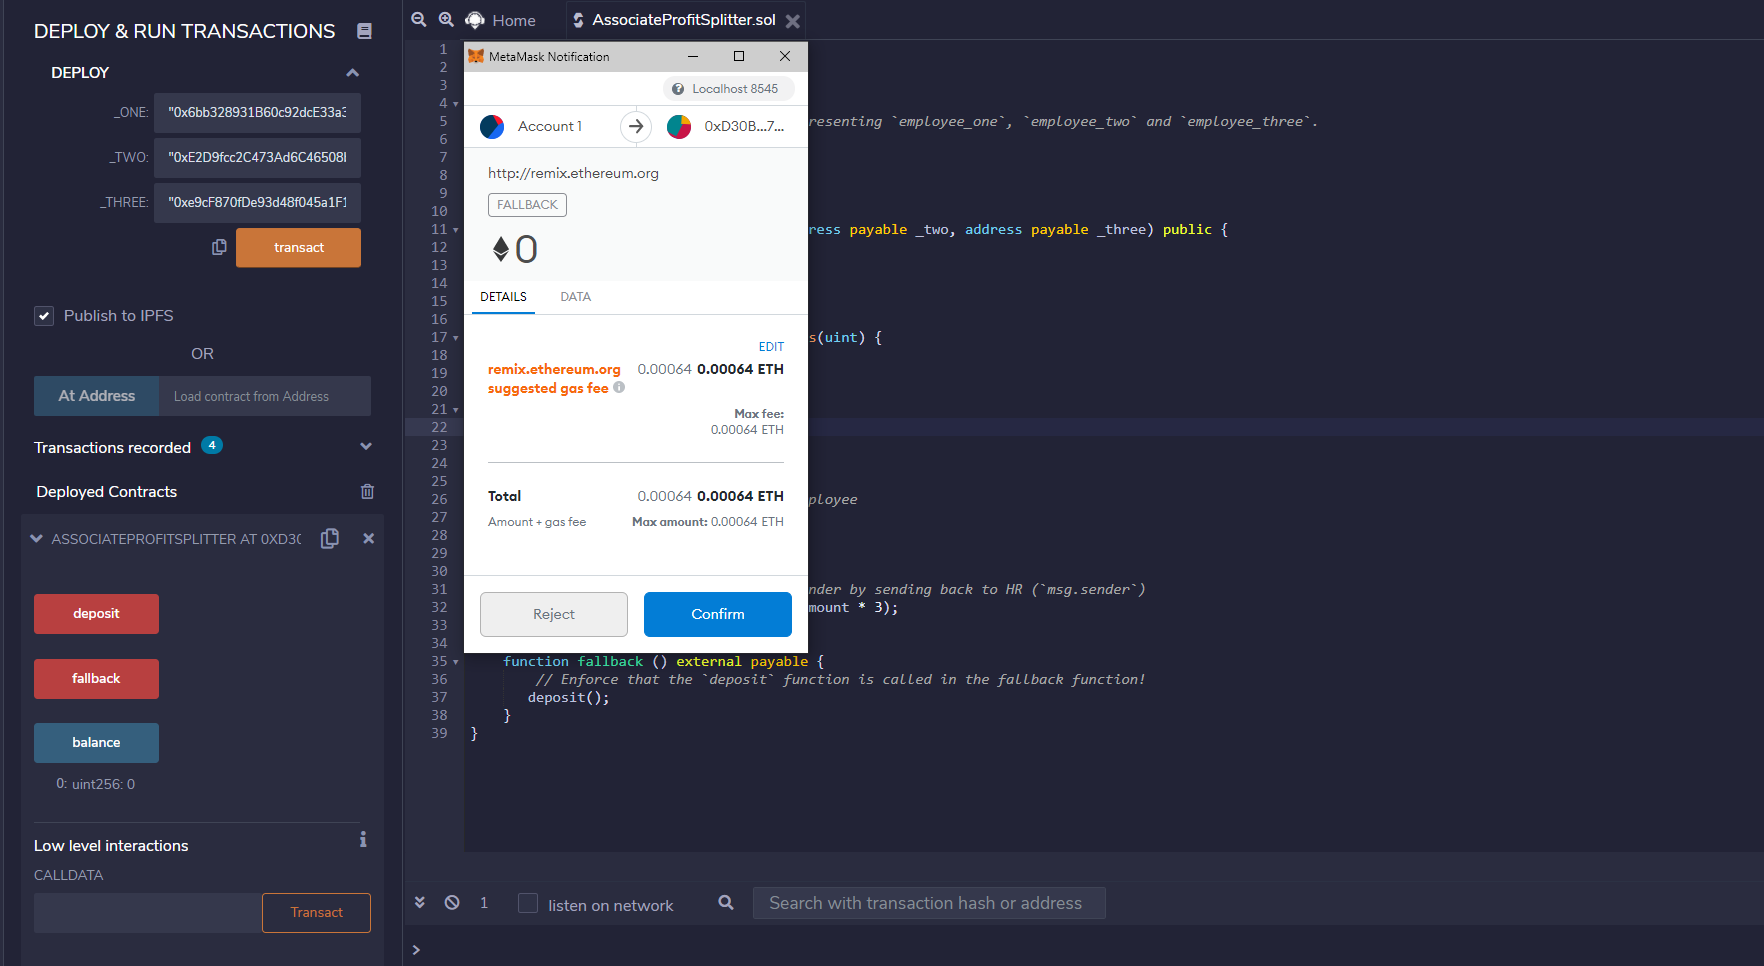 DEPLOY & RUN TRANSACTIONS
DEPLOY
_ONE: "0x6bb328931B60c92dcE33a3
_TWO: "0xE2D9fcc2C473Ad6C46508
_THREE: "0xe9cF870fDe93d48f045a1F1
transact
Publish to IPFS
OR
At Address Load contract from Address
Transactions recorded 4
Deployed Contracts
ASSOCIATEPROFITSPLITTER AT 0XD3
deposit
fallback
balance
0: uint256: 0
Low level interactions
i
CALLDATA
Transact
Home
AssociateProfitSplitter.sol
MetaMask Notification
Localhost 8545
Account 1
0xD30B...7...
http://remix.ethereum.org
FALLBACK
0
DETAILS DATA
EDIT
remix.ethereum.org 0.00064 0.00064 ETH
suggested gas fee
Max fee:
0.00064 ETH
Total 0.00064 0.00064 ETH
Amount + gas fee Max amount: 0.00064 ETH
Reject Confirm
1
2
3
4
5 resenting `employee_one`, `employee_two` and `employee_three`.
6
7
8
9
10
11 ress payable _two, address payable _three) public {
12
13
14
15
16
17 s(uint) {
18
19
20
21
22
23
24
25
26 ployee
27
28
29
30
31 nder by sending back to HR (`msg.sender`)
32 mount * 3);
33
34
35 function fallback () external payable {
36 // Enforce that the `deposit` function is called in the fallback function!
37 deposit();
38 }
39 }
1 listen on network Search with transaction hash or address
>